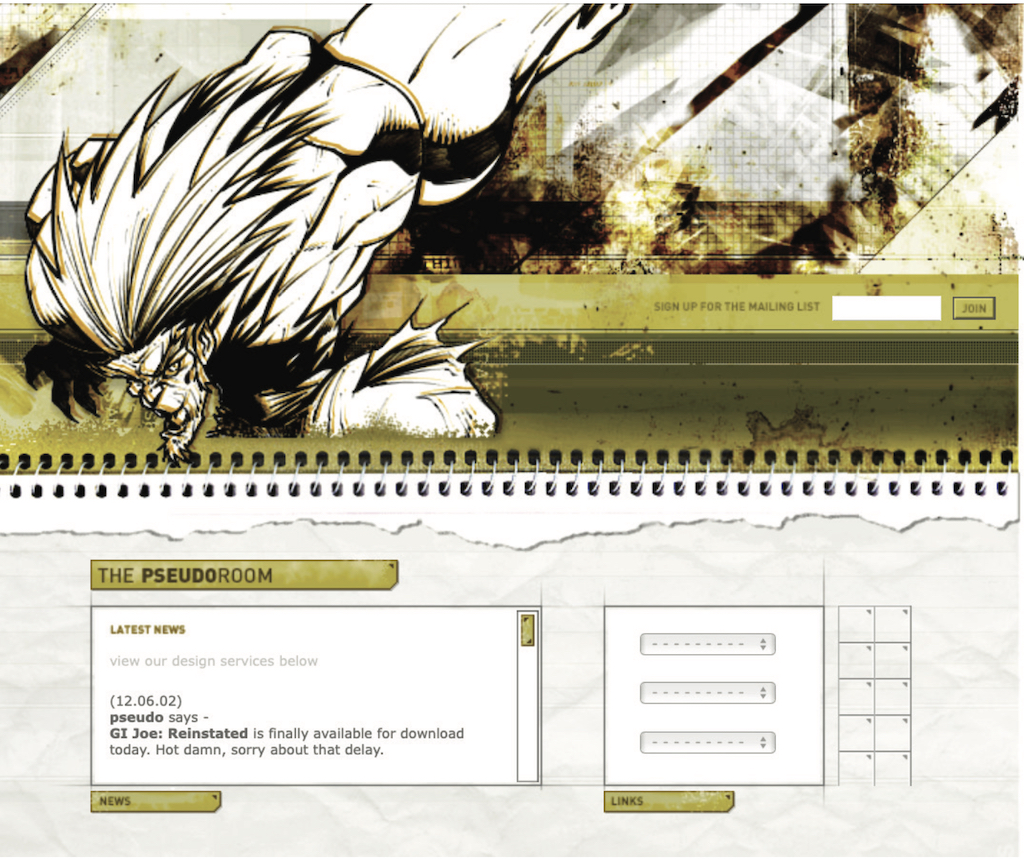 SIGN UP FOR THE MAILING LIST
JOIN
THE PSEUDOROOM
LATEST NEWS
view our design services below
(12.06.02)
pseudo says -
GI Joe: Reinstated is finally available for download
today. Hot damn, sorry about that delay.
- - - - - - - - -
- - - - - - - - -
- - - - - - - - -
NEWS
LINKS